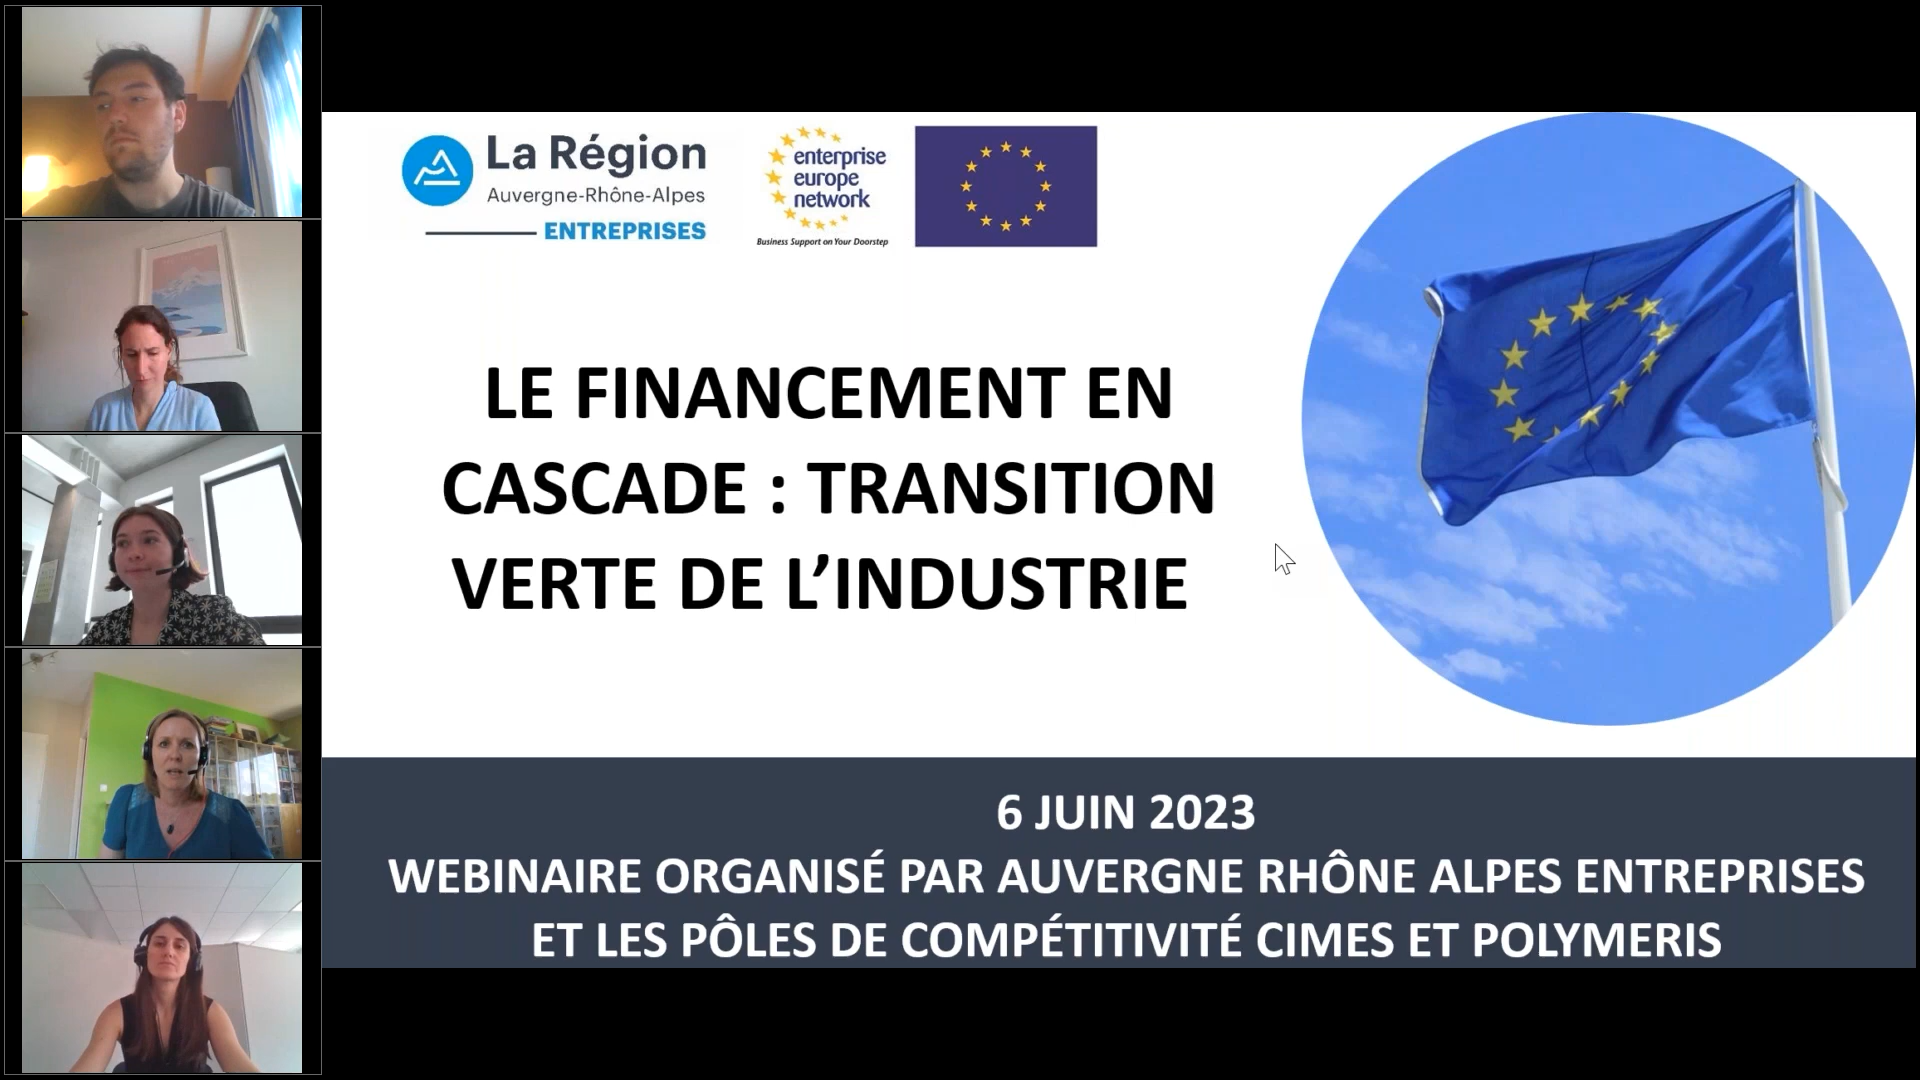 La Région
Auvergne-Rhône-Alpes
ENTREPRISES
enterprise
europe
network
Business Support on Your Doorstep
LE FINANCEMENT EN
CASCADE : TRANSITION
VERTE DE L’INDUSTRIE
6 JUIN 2023
WEBINAIRE ORGANISÉ PAR AUVERGNE RHÔNE ALPES ENTREPRISES
ET LES PÔLES DE COMPÉTITIVITÉ CIMES ET POLYMERIS